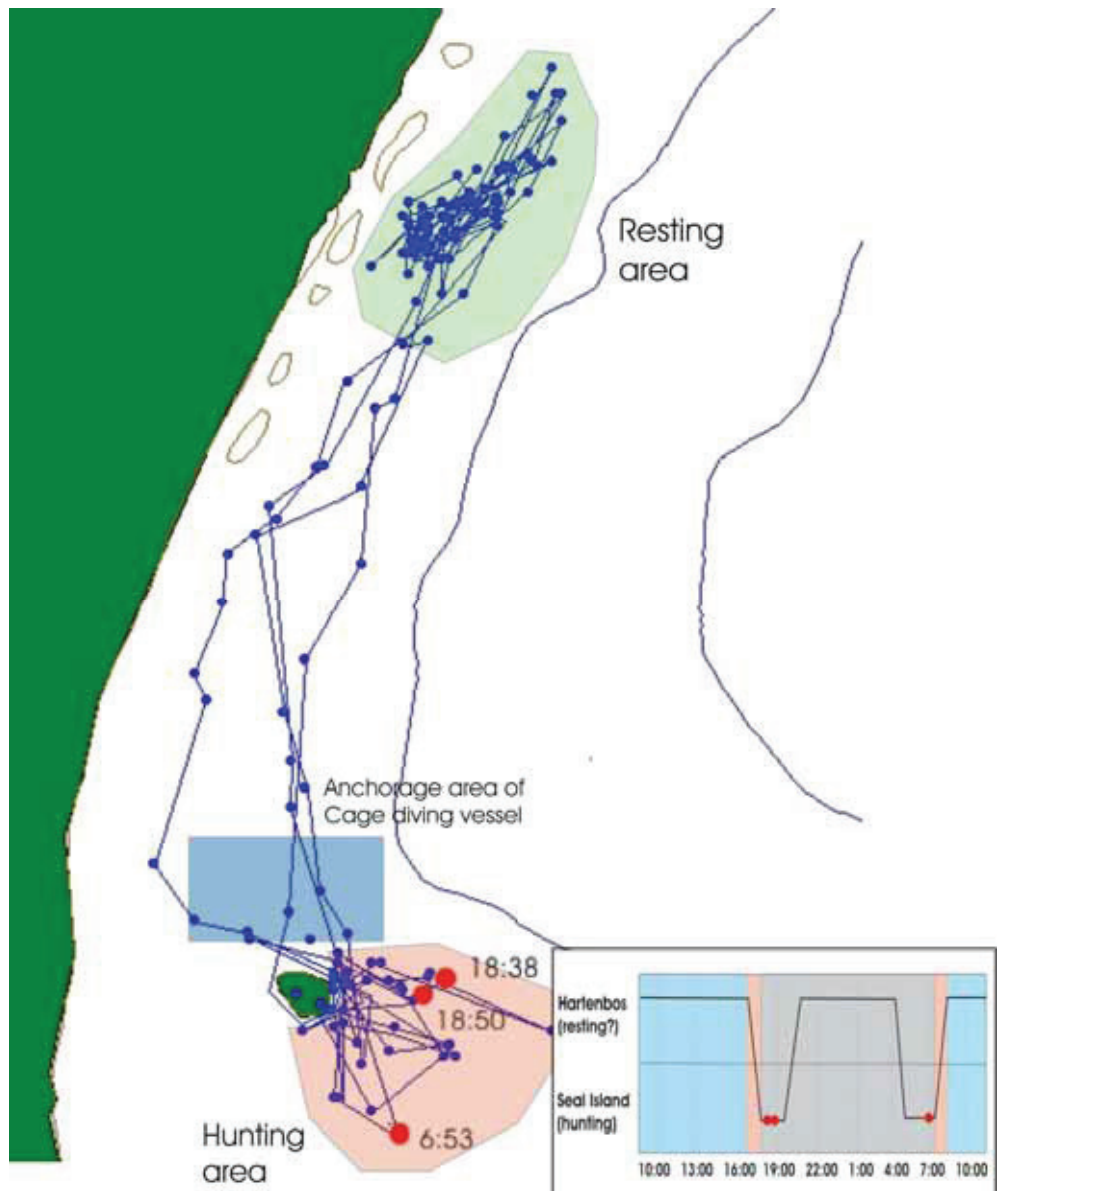 Resting
area
Anchorage area of
Cage diving vessel
18:38
18:50
6:53
Hunting
area
Hartenbos
(resting?)
Seal Island
(hunting)
10:00 13:00 16:00 19:00 22:00 1:00 4:00 7:00 10:00